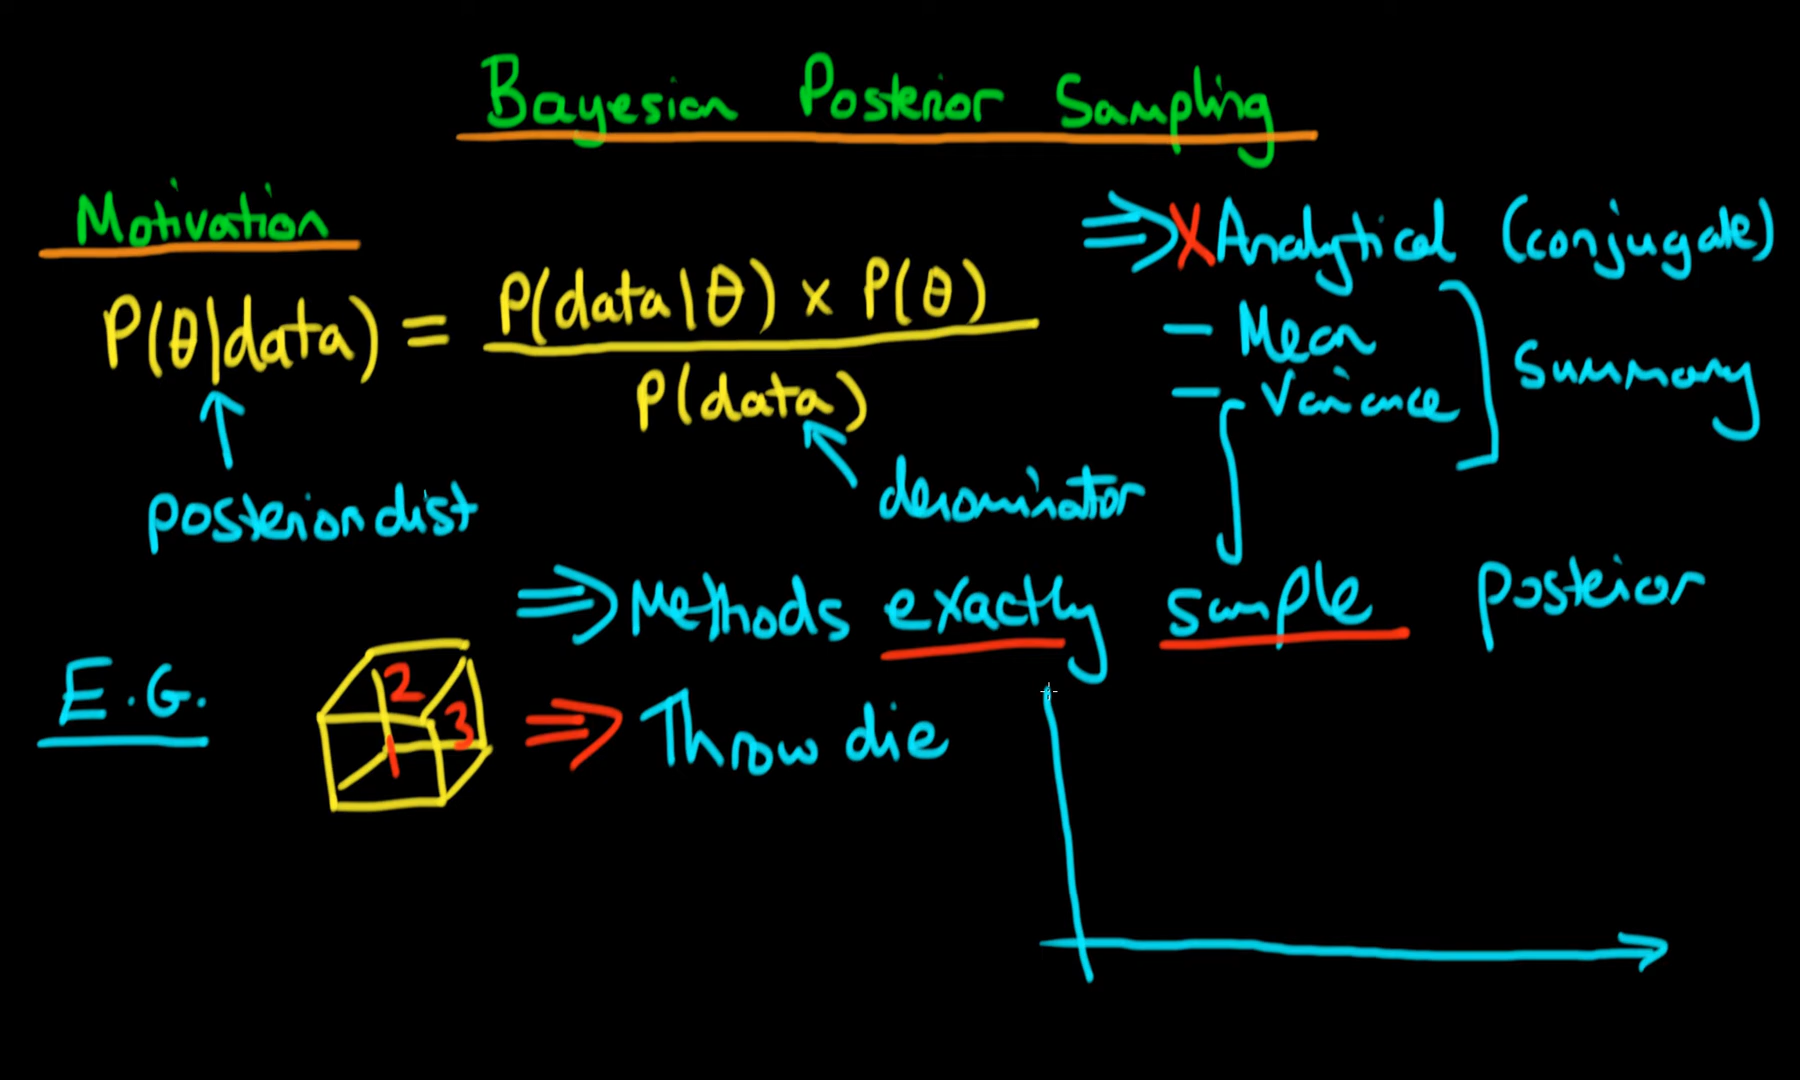 Bayesian Posterior Sampling
Motivation
P(θ|data) = P(data|θ) x P(θ)
P(data)
posterior dist
denominator
⇒ X Analytical (conjugate)
- Mean
- Variance
Summary
∫
⇒ Methods exactly sample posterior
E.G.
2
3
1
⇒ Throw die